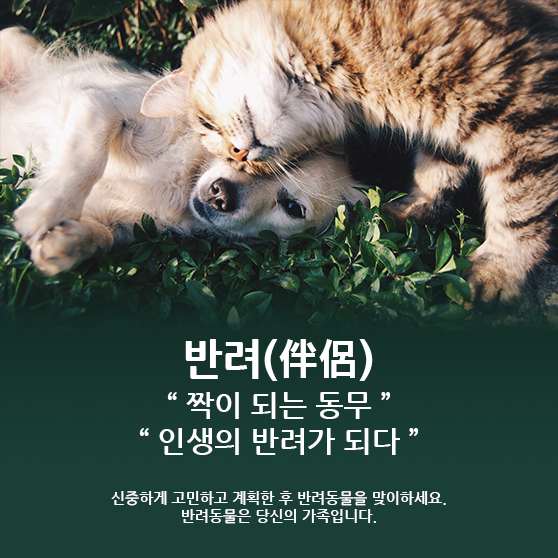 반려(伴侶)
“ 짝이 되는 동무 ”
“ 인생의 반려가 되다 ”
신중하게 고민하고 계획한 후 반려동물을 맞이하세요.
반려동물은 당신의 가족입니다.